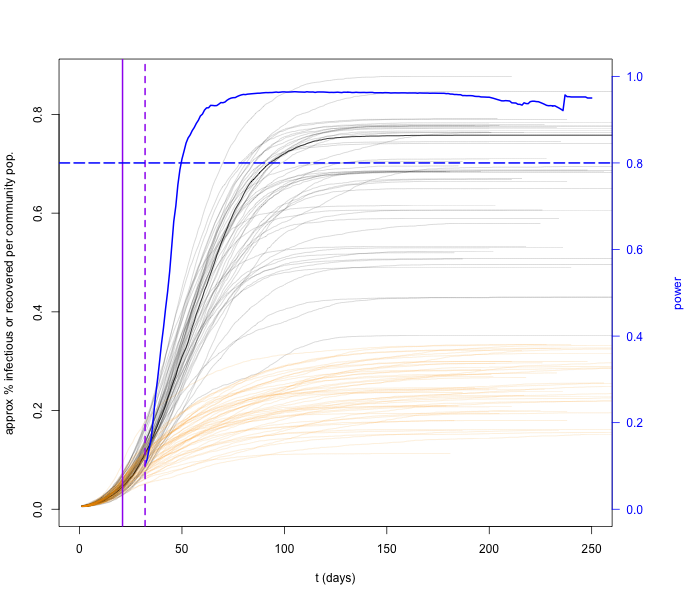 approx % infectious or recovered per community pop.
0.8
0.6
0.4
0.2
0.0
1.0
0.8
0.6
0.4
0.2
0.0
power
0 50 100 150 200 250
t (days)